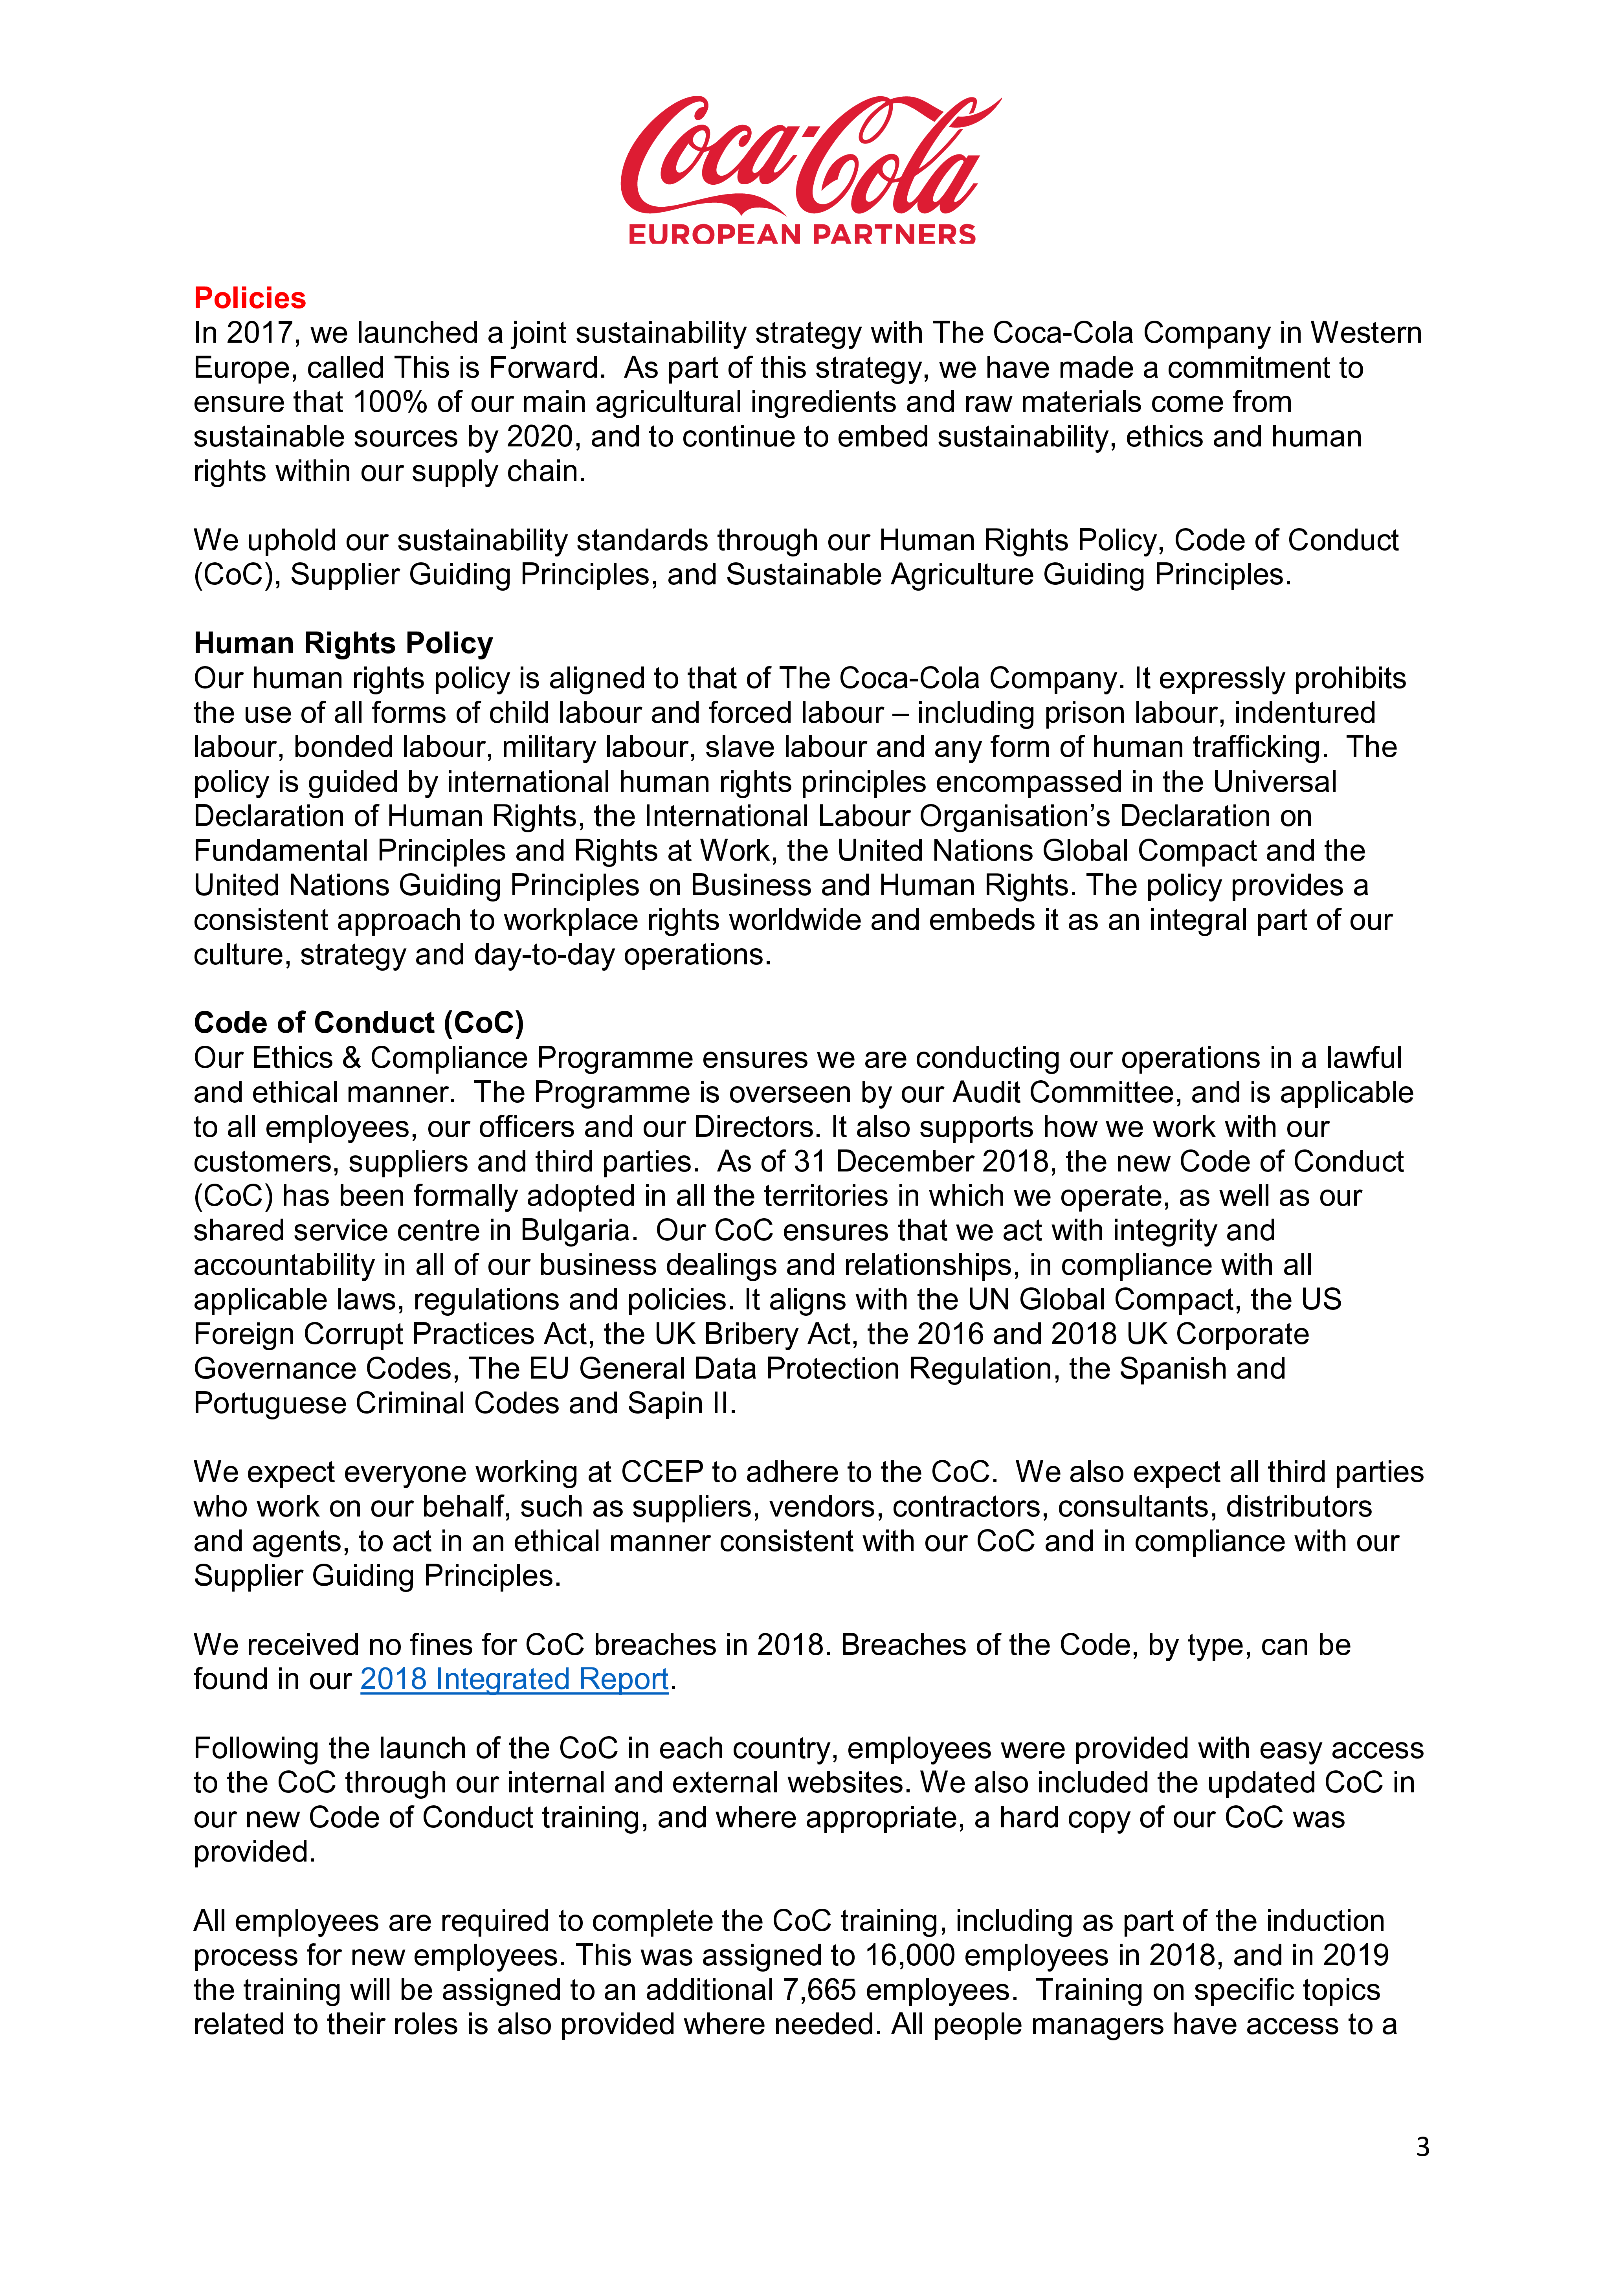 Coca-Cola
EUROPEAN PARTNERS
Policies
In 2017, we launched a joint sustainability strategy with The Coca-Cola Company in Western
Europe, called This is Forward.  As part of this strategy, we have made a commitment to
ensure that 100% of our main agricultural ingredients and raw materials come from
sustainable sources by 2020, and to continue to embed sustainability, ethics and human
rights within our supply chain.
We uphold our sustainability standards through our Human Rights Policy, Code of Conduct
(CoC), Supplier Guiding Principles, and Sustainable Agriculture Guiding Principles.
Human Rights Policy
Our human rights policy is aligned to that of The Coca-Cola Company. It expressly prohibits
the use of all forms of child labour and forced labour – including prison labour, indentured
labour, bonded labour, military labour, slave labour and any form of human trafficking.  The
policy is guided by international human rights principles encompassed in the Universal
Declaration of Human Rights, the International Labour Organisation’s Declaration on
Fundamental Principles and Rights at Work, the United Nations Global Compact and the
United Nations Guiding Principles on Business and Human Rights. The policy provides a
consistent approach to workplace rights worldwide and embeds it as an integral part of our
culture, strategy and day-to-day operations.
Code of Conduct (CoC)
Our Ethics & Compliance Programme ensures we are conducting our operations in a lawful
and ethical manner.  The Programme is overseen by our Audit Committee, and is applicable
to all employees, our officers and our Directors. It also supports how we work with our
customers, suppliers and third parties.  As of 31 December 2018, the new Code of Conduct
(CoC) has been formally adopted in all the territories in which we operate, as well as our
shared service centre in Bulgaria.  Our CoC ensures that we act with integrity and
accountability in all of our business dealings and relationships, in compliance with all
applicable laws, regulations and policies. It aligns with the UN Global Compact, the US
Foreign Corrupt Practices Act, the UK Bribery Act, the 2016 and 2018 UK Corporate
Governance Codes, The EU General Data Protection Regulation, the Spanish and
Portuguese Criminal Codes and Sapin II.
We expect everyone working at CCEP to adhere to the CoC.  We also expect all third parties
who work on our behalf, such as suppliers, vendors, contractors, consultants, distributors
and agents, to act in an ethical manner consistent with our CoC and in compliance with our
Supplier Guiding Principles.
We received no fines for CoC breaches in 2018. Breaches of the Code, by type, can be
found in our 2018 Integrated Report.
Following the launch of the CoC in each country, employees were provided with easy access
to the CoC through our internal and external websites. We also included the updated CoC in
our new Code of Conduct training, and where appropriate, a hard copy of our CoC was
provided.
All employees are required to complete the CoC training, including as part of the induction
process for new employees. This was assigned to 16,000 employees in 2018, and in 2019
the training will be assigned to an additional 7,665 employees.  Training on specific topics
related to their roles is also provided where needed. All people managers have access to a
3